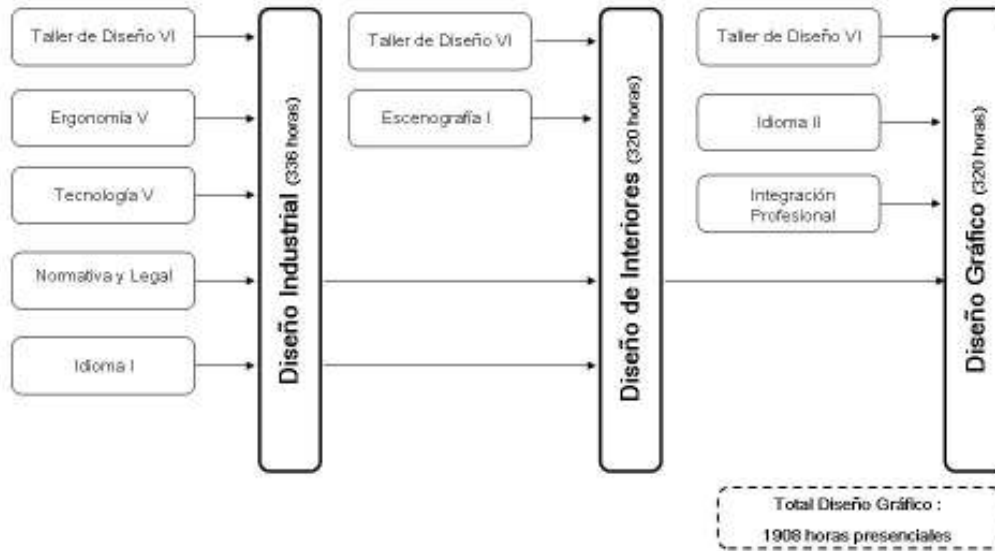 Taller de Diseño VI
Ergonomía V
Tecnología V
Normativa y Legal
Idioma I
Diseño Industrial (336 horas)
Taller de Diseño VI
Escenografía I
Diseño de Interiores (320 horas)
Taller de Diseño VI
Idioma II
Integración
Profesional
Diseño Gráfico (320 horas)
Total Diseño Gráfico :
1908 horas presenciales